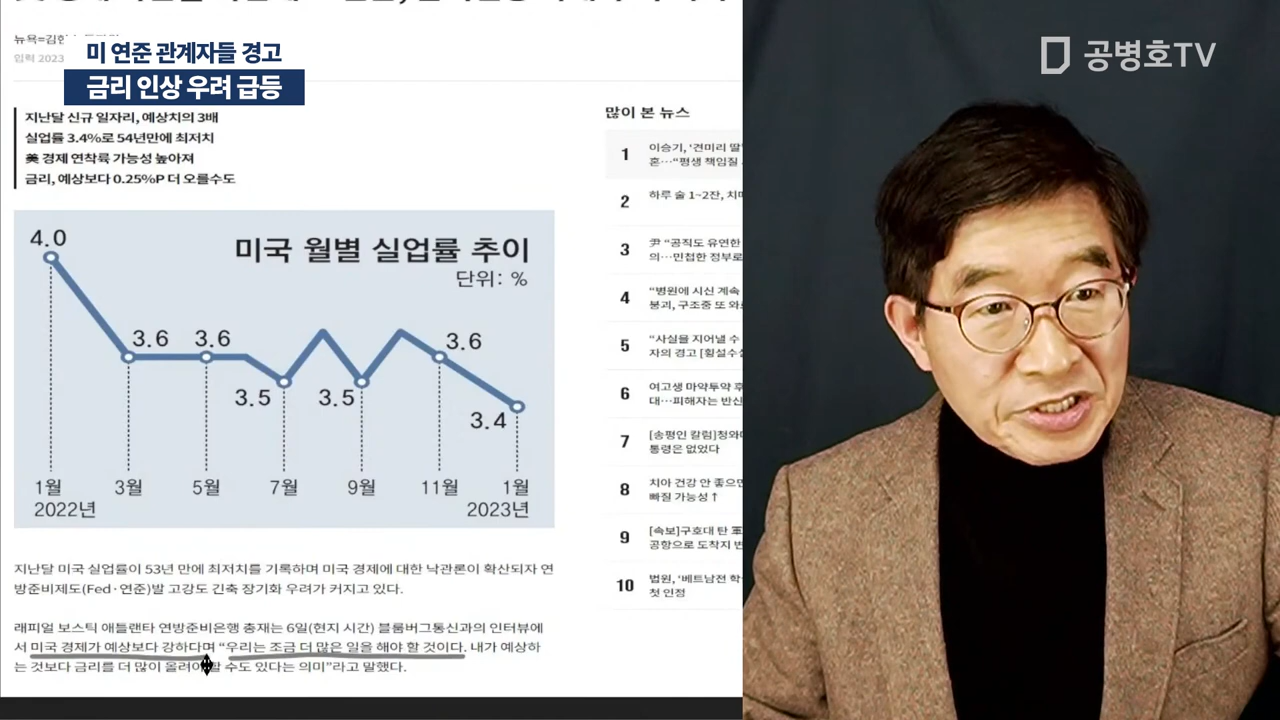 뉴욕=김현
입력 2023
미 연준 관계자들 경고
금리 인상 우려 급등
공병호TV
지난달 신규 일자리, 예상치의 3배
실업률 3.4%로 54년만에 최저치
美 경제 연착륙 가능성 높아져
금리, 예상보다 0.25%P 더 오를수도
미국 월별 실업률 추이
단위: %
4.0
3.6
3.6
3.5
3.5
3.6
3.4
1월 3월 5월 7월 9월 11월 1월
2022년 2023년
지난달 미국 실업률이 53년 만에 최저치를 기록하며 미국 경제에 대한 낙관론이 확산되자 연
방준비제도(Fed·연준)발 고강도 긴축 장기화 우려가 커지고 있다.
래피얼 보스틱 애틀랜타 연방준비은행 총재는 6일(현지 시간) 블룸버그통신과의 인터뷰에
서 미국 경제가 예상보다 강하다며 “우리는 조금 더 많은 일을 해야 할 것이다. 내가 예상하
는 것보다 금리를 더 많이 올려야 할 수도 있다는 의미”라고 말했다.
많이 본 뉴스
1 이승기, ‘견미리 딸
혼…“평생 책임질
2 하루 술 1~2잔, 치매
3 尹 “공직도 유연한
의…민첩한 정부로
4 “병원에 시신 계속
붕괴, 구조중 또 와르
5 “사실을 지어낼 수
자의 경고 [횡설수설
6 여고생 마약투약 후
대…피해자는 반신
7 [송평인 칼럼]청와대
통령은 없었다
8 치아 건강 안 좋으면
빠질 가능성↑
9 [속보]구호대 탄 軍
공항으로 도착지 변
10 법원, ‘베트남전 학
첫 인정